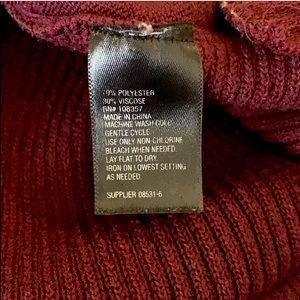 70% POLYESTER
30% VISCOSE
RN# 108357
MADE IN CHINA
MACHINE WASH COLD
GENTLE CYCLE
USE ONLY NON-CHLORINE
BLEACH WHEN NEEDED.
LAY FLAT TO DRY.
IRON ON LOWEST SETTING
AS NEEDED.
SUPPLIER 08531-6